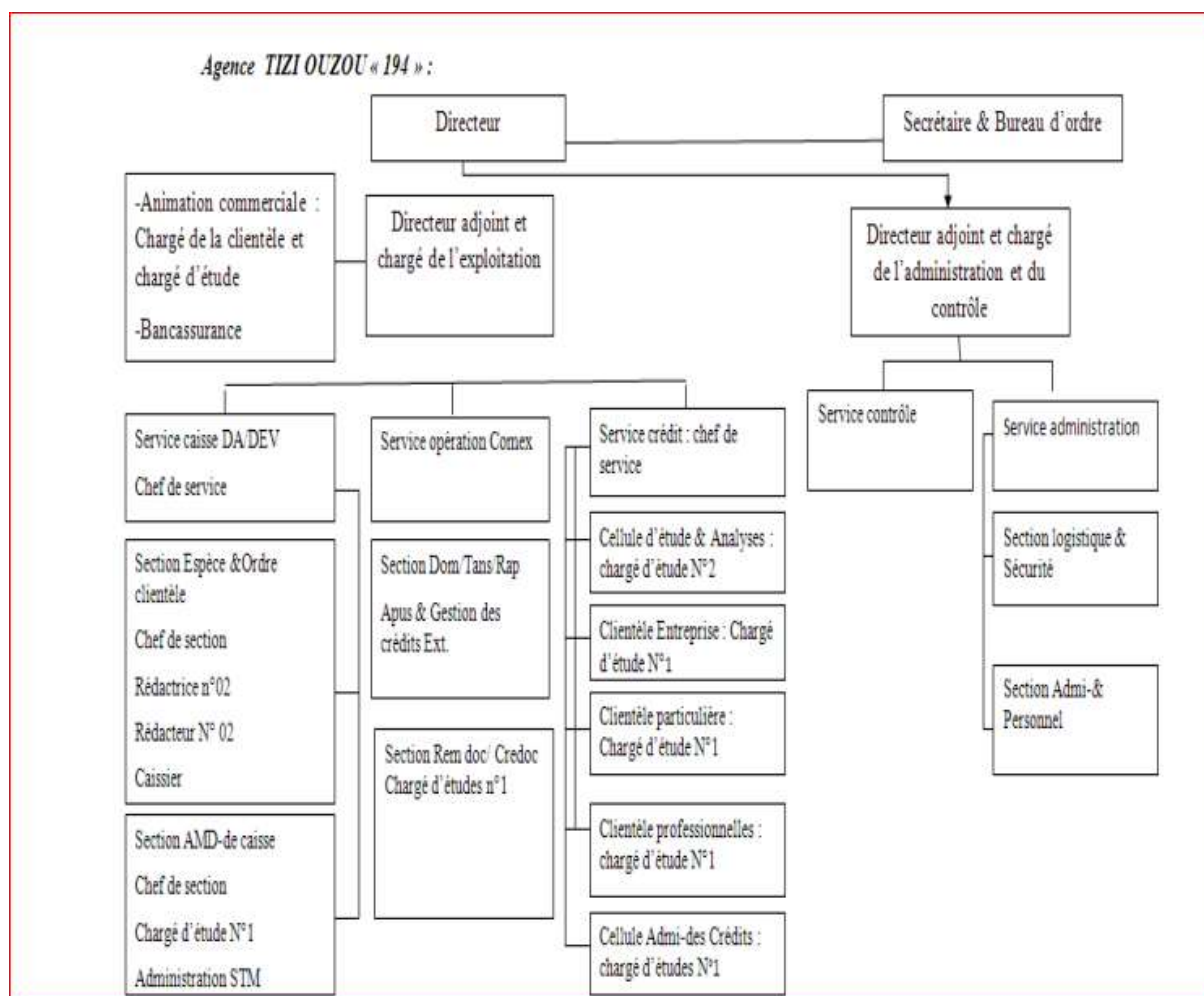 Agence TIZI OUZOU « 194 » :
Directeur
Secrétaire & Bureau d’ordre
-Animation commerciale :
Chargé de la clientèle et
chargé d’étude
-Bancassurance
Directeur adjoint et
chargé de l’exploitation
Directeur adjoint et chargé
de l’administration et du
contrôle
Service caisse DA/DEV
Chef de service
Section Espèce &Ordre
clientèle
Chef de section
Rédactrice n°02
Rédacteur N° 02
Caissier
Section AMD-de caisse
Chef de section
Chargé d’étude N°1
Administration STM
Service opération Comex
Section Dom/Tans/Rap
Apus & Gestion des
crédits Ext.
Section Rem doc/ Credoc
Chargé d’études n°1
Service crédit : chef de
service
Cellule d’étude & Analyses :
chargé d’étude N°2
Clientèle Entreprise : Chargé
d’étude N°1
Clientèle particulière :
Chargé d’étude N°1
Clientèle professionnelles :
chargé d’étude N°1
Cellule Admi-des Crédits :
chargé d’études N°1
Service contrôle
Service administration
Section logistique &
Sécurité
Section Admi-&
Personnel